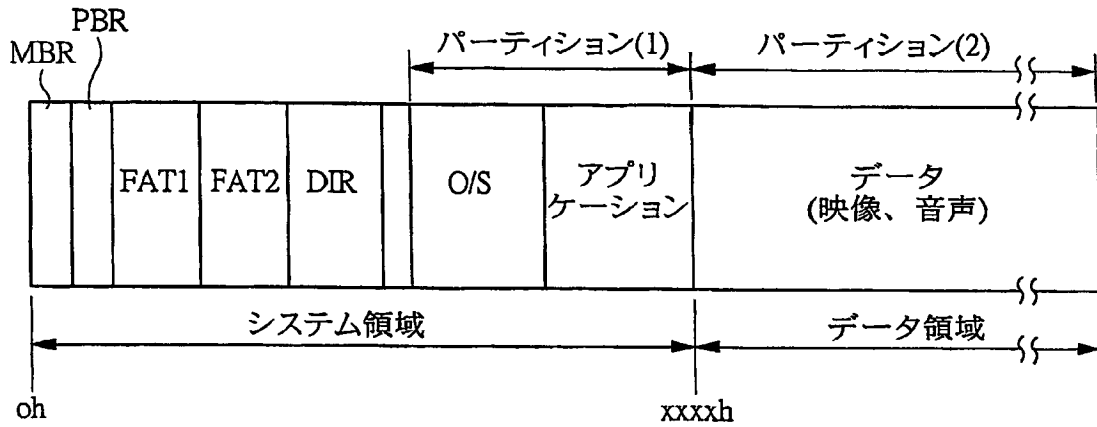 PBR
MBR
パーティション(1)
パーティション(2)
FAT1
FAT2
DIR
O/S
アプリ
ケーション
データ
(映像、音声)
システム領域
データ領域
oh
xxxxh